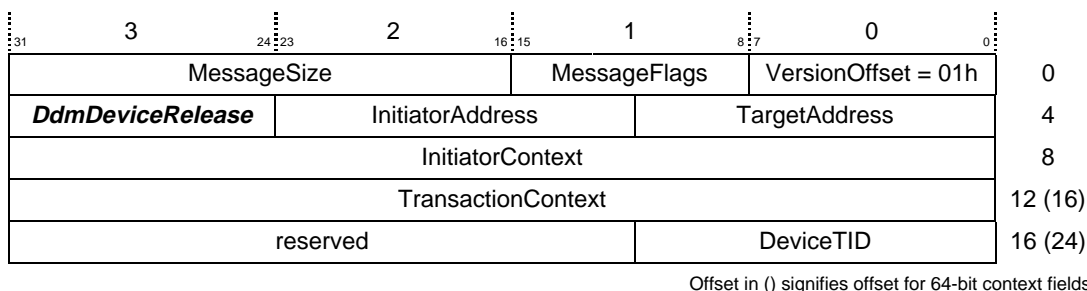 3 2 1 0
31 24 23 16 15 8 7 0
MessageSize MessageFlags VersionOffset = 01h 0
DdmDeviceRelease InitiatorAddress TargetAddress 4
InitiatorContext 8
TransactionContext 12 (16)
reserved DeviceTID 16 (24)
Offset in () signifies offset for 64-bit context fields